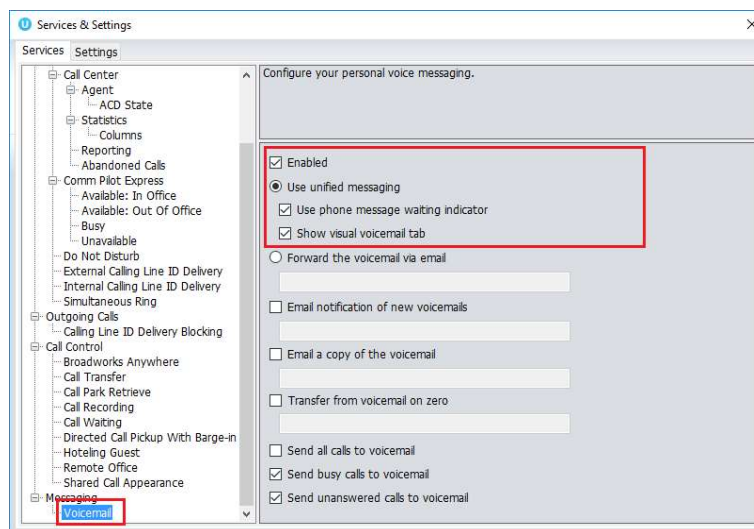 Services & Settings
Services Settings
Call Center
Agent
ACD State
Statistics
Columns
Reporting
Abandoned Calls
Comm Pilot Express
Available: In Office
Available: Out Of Office
Busy
Unavailable
Do Not Disturb
External Calling Line ID Delivery
Internal Calling Line ID Delivery
Simultaneous Ring
Outgoing Calls
Calling Line ID Delivery Blocking
Call Control
Broadworks Anywhere
Call Transfer
Call Park Retrieve
Call Recording
Call Waiting
Directed Call Pickup With Barge-in
Hoteling Guest
Remote Office
Shared Call Appearance
Messaging
Voicemail
Configure your personal voice messaging.
Enabled
Use unified messaging
Use phone message waiting indicator
Show visual voicemail tab
Forward the voicemail via email
Email notification of new voicemails
Email a copy of the voicemail
Transfer from voicemail on zero
Send all calls to voicemail
Send busy calls to voicemail
Send unanswered calls to voicemail